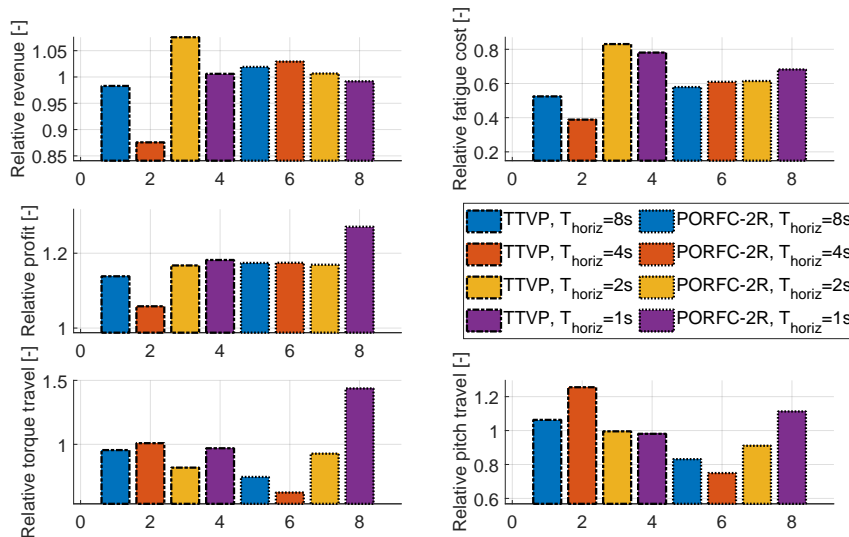 Relative revenue [-]
1.05
1
0.95
0.9
0.85
0 2 4 6 8
Relative fatigue cost [-]
0.8
0.6
0.4
0.2
0 2 4 6 8
Relative profit [-]
1.2
1
0 2 4 6 8
TTVP, T_horiz=8s
TTVP, T_horiz=4s
TTVP, T_horiz=2s
TTVP, T_horiz=1s
PORFC-2R, T_horiz=8s
PORFC-2R, T_horiz=4s
PORFC-2R, T_horiz=2s
PORFC-2R, T_horiz=1s
Relative torque travel [-]
1.5
1
0 2 4 6 8
Relative pitch travel [-]
1.2
1
0.8
0.6
0 2 4 6 8